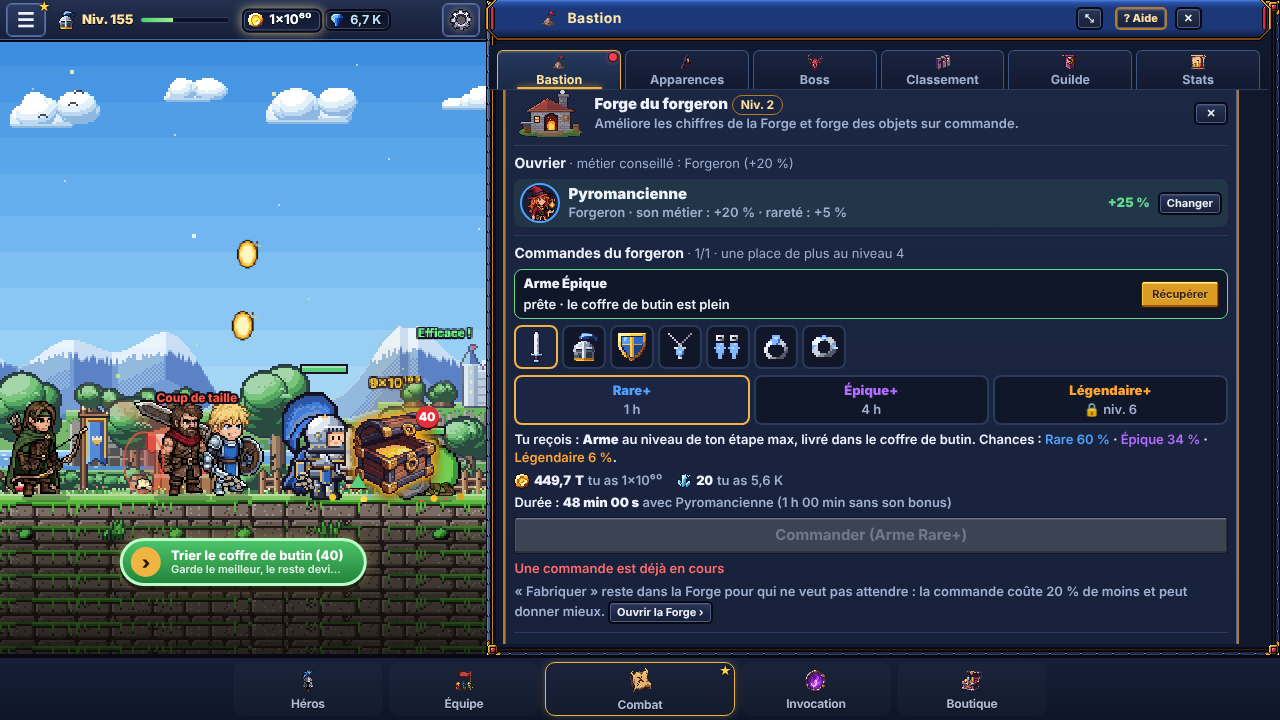 Niv. 155
1×10⁶⁰
6,7 K
Bastion
? Aide
Bastion
Apparences
Boss
Classement
Guilde
Stats
Forge du forgeron Niv. 2
Améliore les chiffres de la Forge et forge des objets sur commande.
Ouvrier · métier conseillé : Forgeron (+20 %)
Pyromancienne
Forgeron · son métier : +20 % · rareté : +5 %
+25 %
Changer
Commandes du forgeron · 1/1 · une place de plus au niveau 4
Arme Épique
prête · le coffre de butin est plein
Récupérer
Rare+
1 h
Épique+
4 h
Légendaire+
niv. 6
Tu reçois : Arme au niveau de ton étape max, livré dans le coffre de butin. Chances : Rare 60 % · Épique 34 % ·
Légendaire 6 %.
449,7 T tu as 1×10⁶⁰ 20 tu as 5,6 K
Durée : 48 min 00 s avec Pyromancienne (1 h 00 min sans son bonus)
Commander (Arme Rare+)
Une commande est déjà en cours
« Fabriquer » reste dans la Forge pour qui ne veut pas attendre : la commande coûte 20 % de moins et peut
donner mieux. Ouvrir la Forge ›
Efficace !
Coup de taille
40
Trier le coffre de butin (40)
Garde le meilleur, le reste devi...
Héros
Équipe
Combat
Invocation
Boutique